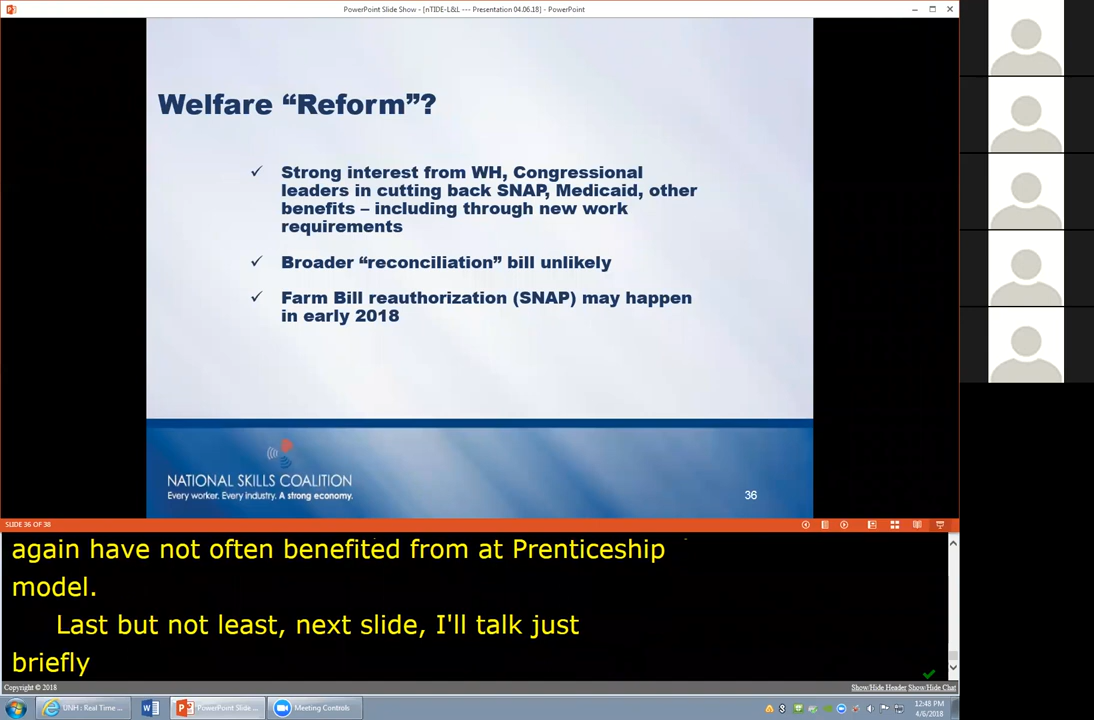 PowerPoint Slide Show - [nTIDE-L&L --- Presentation 04.06.18] - PowerPoint
Welfare “Reform”?
✓ Strong interest from WH, Congressional
leaders in cutting back SNAP, Medicaid, other
benefits – including through new work
requirements
✓ Broader “reconciliation” bill unlikely
✓ Farm Bill reauthorization (SNAP) may happen
in early 2018
NATIONAL SKILLS COALITION
Every worker. Every industry. A strong economy.
36
SLIDE 36 OF 38
again have not often benefited from at Prenticeship
model.
Last but not least, next slide, I'll talk just
briefly
Copyright © 2018
Show/Hide Header Show/Hide Chat
UNH : Real Time ...
PowerPoint Slide ...
Meeting Controls
12:48 PM
4/6/2018